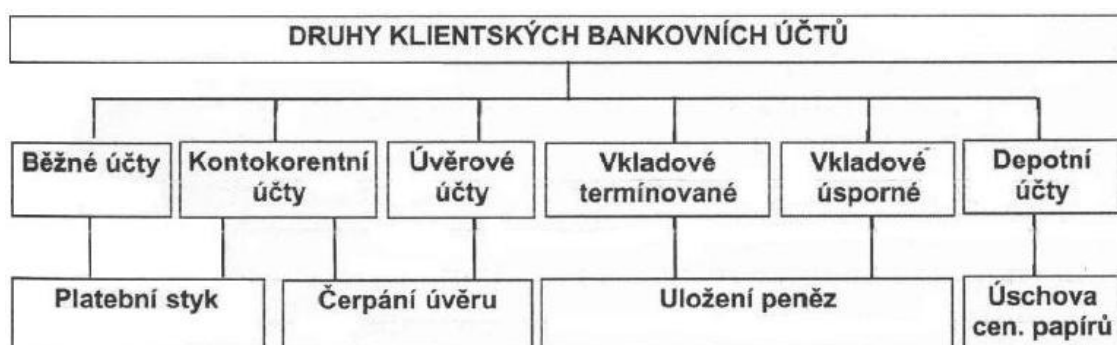 DRUHY KLIENTSKÝCH BANKOVNÍCH ÚČTŮ
Běžné účty
Kontokorentní
účty
Úvěrové
účty
Vkladové
termínované
Vkladové
úsporné
Depotní
účty
Platební styk
Čerpání úvěru
Uložení peněz
Úschova
cen. papírů